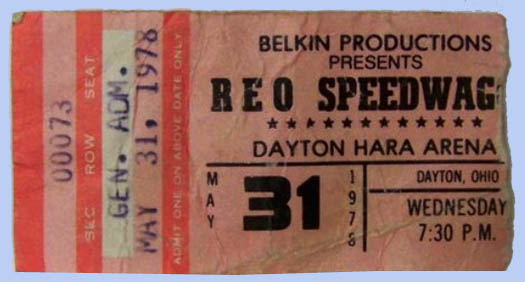 00073
SEC ROW SEAT
GEN. ADM.
MAY 31, 1978
ADMIT ONE ON ABOVE DATE ONLY
BELKIN PRODUCTIONS
PRESENTS
REO SPEEDWAG
★ ★ ★ ★ ★ ★ ★ ★ ★ ★ ★
DAYTON HARA ARENA
MAY 31 1978
DAYTON, OHIO
WEDNESDAY
7:30 P.M.